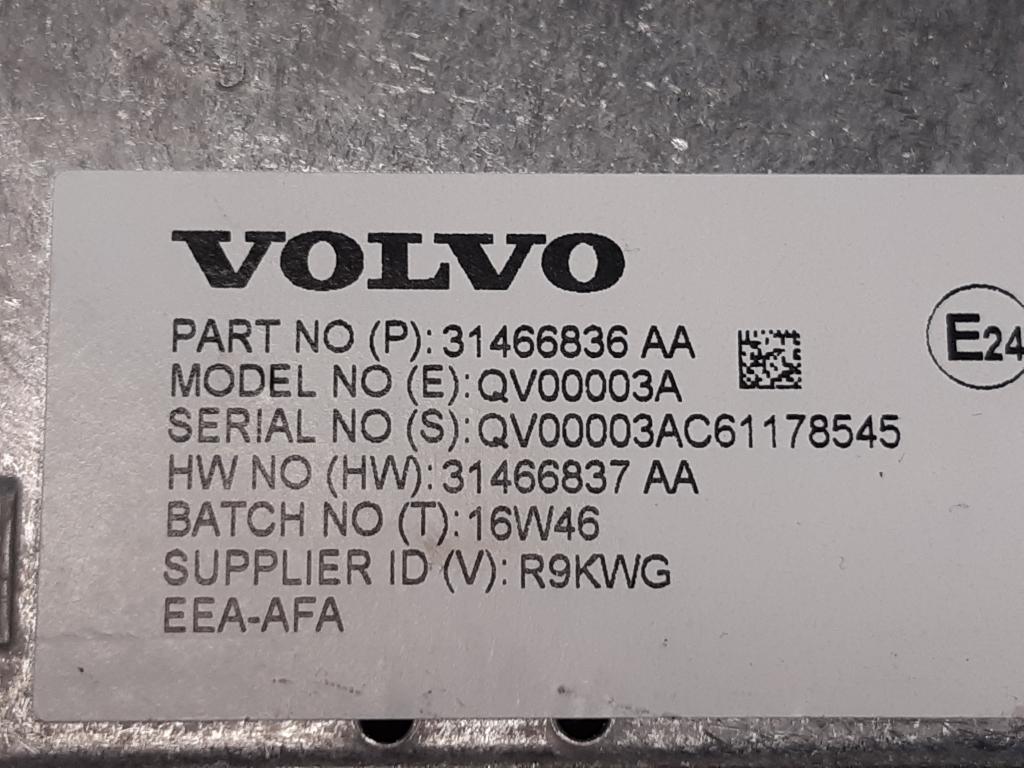 VOLVO
PART NO (P): 31466836 AA
MODEL NO (E): QV00003A
SERIAL NO (S): QV00003AC61178545
HW NO (HW): 31466837 AA
BATCH NO (T): 16W46
SUPPLIER ID (V): R9KWG
EEA-AFA
E24